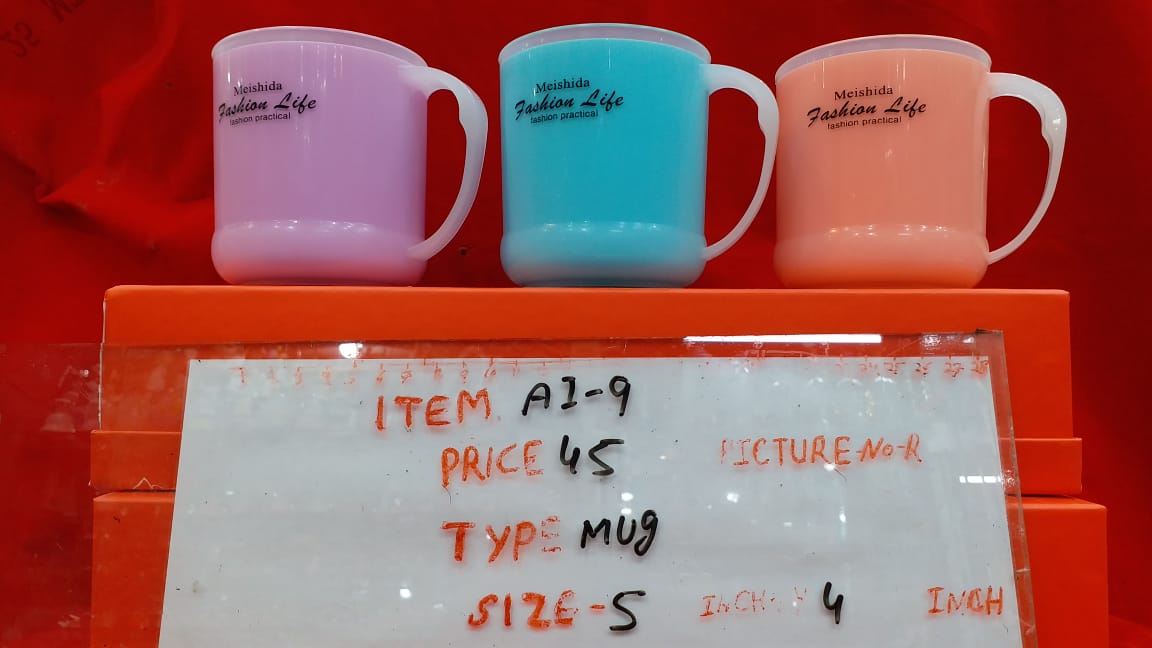 Meishida
Fashion Life
fashion practical
Meishida
Fashion Life
fashion practical
Meishida
Fashion Life
fashion practical
ITEM AI-9
PRICE 45
PICTURE-NO-R
TYPE MUg
SIZE-5 INCH 4 INCH